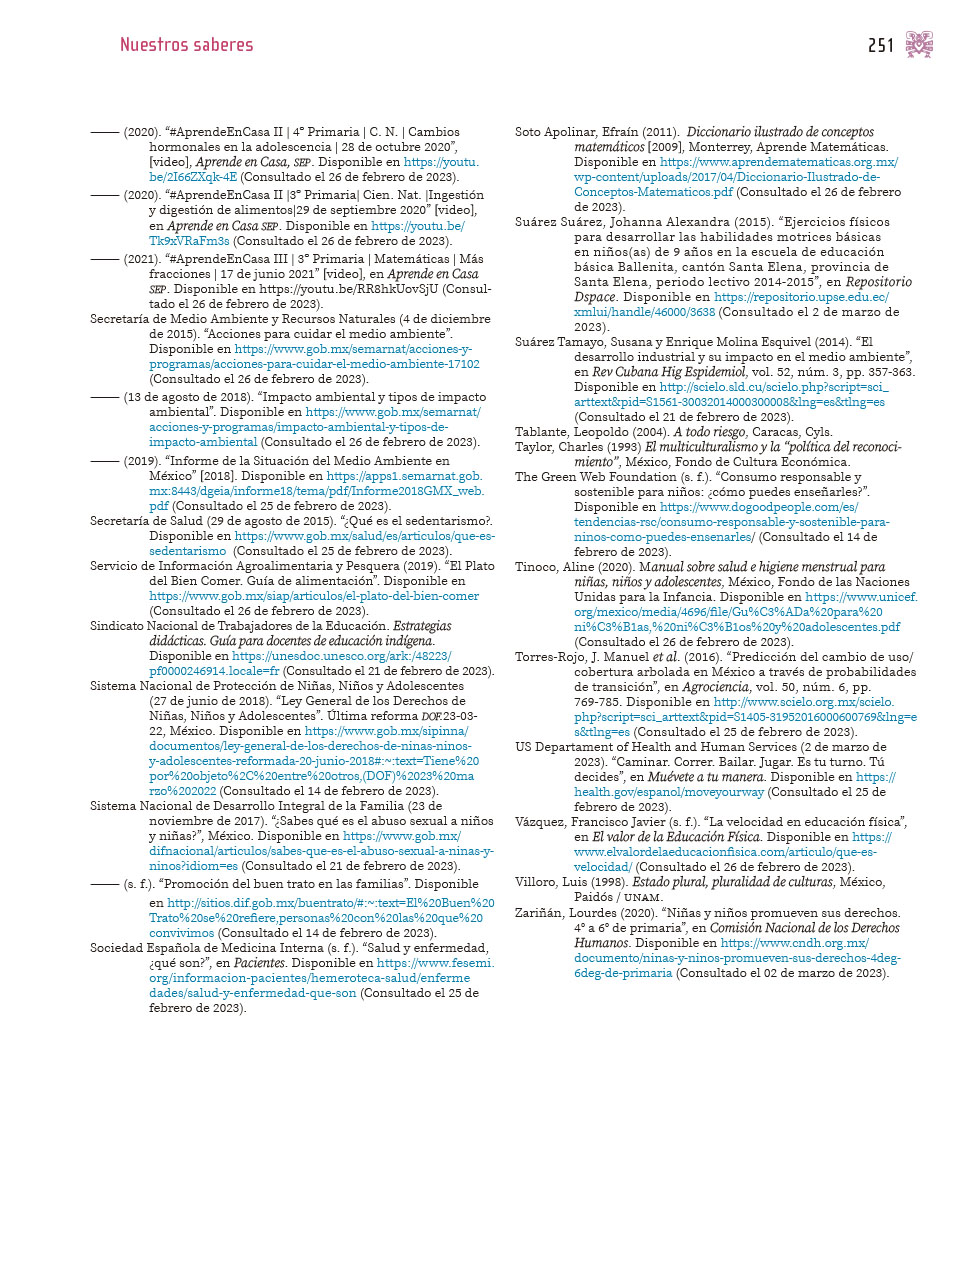 Nuestros saberes
251
—— (2020). “#AprendeEnCasa II | 4° Primaria | C. N. | Cambios
hormonales en la adolescencia | 28 de octubre 2020”,
[video], Aprende en Casa, SEP. Disponible en https://youtu.
be/2I66ZXqk-4E (Consultado el 26 de febrero de 2023).
—— (2020). “#AprendeEnCasa II |3° Primaria| Cien. Nat. |Ingestión
y digestión de alimentos|29 de septiembre 2020” [video],
en Aprende en Casa SEP. Disponible en https://youtu.be/
Tk9xVRaFm3s (Consultado el 26 de febrero de 2023).
—— (2021). “#AprendeEnCasa III | 3° Primaria | Matemáticas | Más
fracciones | 17 de junio 2021” [video], en Aprende en Casa
SEP. Disponible en https://youtu.be/RR8hkUovSjU (Consul-
tado el 26 de febrero de 2023).
Secretaría de Medio Ambiente y Recursos Naturales (4 de diciembre
de 2015). “Acciones para cuidar el medio ambiente”.
Disponible en https://www.gob.mx/semarnat/acciones-y-
programas/acciones-para-cuidar-el-medio-ambiente-17102
(Consultado el 26 de febrero de 2023).
—— (13 de agosto de 2018). “Impacto ambiental y tipos de impacto
ambiental”. Disponible en https://www.gob.mx/semarnat/
acciones-y-programas/impacto-ambiental-y-tipos-de-
impacto-ambiental (Consultado el 26 de febrero de 2023).
—— (2019). “Informe de la Situación del Medio Ambiente en
México” [2018]. Disponible en https://apps1.semarnat.gob.
mx:8443/dgeia/informe18/tema/pdf/Informe2018GMX_web.
pdf (Consultado el 25 de febrero de 2023).
Secretaría de Salud (29 de agosto de 2015). “¿Qué es el sedentarismo?.
Disponible en https://www.gob.mx/salud/es/articulos/que-es-
sedentarismo (Consultado el 25 de febrero de 2023).
Servicio de Información Agroalimentaria y Pesquera (2019). “El Plato
del Bien Comer. Guía de alimentación”. Disponible en
https://www.gob.mx/siap/articulos/el-plato-del-bien-comer
(Consultado el 26 de febrero de 2023).
Sindicato Nacional de Trabajadores de la Educación. Estrategias
didácticas. Guía para docentes de educación indígena.
Disponible en https://unesdoc.unesco.org/ark:/48223/
pf0000246914.locale=fr (Consultado el 21 de febrero de 2023).
Sistema Nacional de Protección de Niñas, Niños y Adolescentes
(27 de junio de 2018). “Ley General de los Derechos de
Niñas, Niños y Adolescentes”. Última reforma DOF.23-03-
22, México. Disponible en https://www.gob.mx/sipinna/
documentos/ley-general-de-los-derechos-de-ninas-ninos-
y-adolescentes-reformada-20-junio-2018#:~:text=Tiene%20
por%20objeto%2C%20entre%20otros,(DOF)%2023%20ma
rzo%202022 (Consultado el 14 de febrero de 2023).
Sistema Nacional de Desarrollo Integral de la Familia (23 de
noviembre de 2017). “¿Sabes qué es el abuso sexual a niños
y niñas?”, México. Disponible en https://www.gob.mx/
difnacional/articulos/sabes-que-es-el-abuso-sexual-a-ninas-y-
ninos?idiom=es (Consultado el 21 de febrero de 2023).
—— (s. f.). “Promoción del buen trato en las familias”. Disponible
en http://sitios.dif.gob.mx/buentrato/#:~:text=El%20Buen%20
Trato%20se%20refiere,personas%20con%20las%20que%20
convivimos (Consultado el 14 de febrero de 2023).
Sociedad Española de Medicina Interna (s. f.). “Salud y enfermedad,
¿qué son?”, en Pacientes. Disponible en https://www.fesemi.
org/informacion-pacientes/hemeroteca-salud/enferme
dades/salud-y-enfermedad-que-son (Consultado el 25 de
febrero de 2023).
Soto Apolinar, Efraín (2011). Diccionario ilustrado de conceptos
matemáticos [2009], Monterrey, Aprende Matemáticas.
Disponible en https://www.aprendematematicas.org.mx/
wp-content/uploads/2017/04/Diccionario-Ilustrado-de-
Conceptos-Matematicos.pdf (Consultado el 26 de febrero
de 2023).
Suárez Suárez, Johanna Alexandra (2015). “Ejercicios físicos
para desarrollar las habilidades motrices básicas
en niños(as) de 9 años en la escuela de educación
básica Ballenita, cantón Santa Elena, provincia de
Santa Elena, periodo lectivo 2014-2015”, en Repositorio
Dspace. Disponible en https://repositorio.upse.edu.ec/
xmlui/handle/46000/3638 (Consultado el 2 de marzo de
2023).
Suárez Tamayo, Susana y Enrique Molina Esquivel (2014). “El
desarrollo industrial y su impacto en el medio ambiente”,
en Rev Cubana Hig Espidemiol, vol. 52, núm. 3, pp. 357-363.
Disponible en http://scielo.sld.cu/scielo.php?script=sci_
arttext&pid=S1561-30032014000300008&lng=es&tlng=es
(Consultado el 21 de febrero de 2023).
Tablante, Leopoldo (2004). A todo riesgo, Caracas, Cyls.
Taylor, Charles (1993) El multiculturalismo y la “política del reconoci-
miento”, México, Fondo de Cultura Económica.
The Green Web Foundation (s. f.). “Consumo responsable y
sostenible para niños: ¿cómo puedes enseñarles?”.
Disponible en https://www.dogoodpeople.com/es/
tendencias-rsc/consumo-responsable-y-sostenible-para-
ninos-como-puedes-ensenarles/ (Consultado el 14 de
febrero de 2023).
Tinoco, Aline (2020). Manual sobre salud e higiene menstrual para
niñas, niños y adolescentes, México, Fondo de las Naciones
Unidas para la Infancia. Disponible en https://www.unicef.
org/mexico/media/4696/file/Gu%C3%ADa%20para%20
ni%C3%B1as,%20ni%C3%B1os%20y%20adolescentes.pdf
(Consultado el 26 de febrero de 2023).
Torres-Rojo, J. Manuel et al. (2016). “Predicción del cambio de uso/
cobertura arbolada en México a través de probabilidades
de transición”, en Agrociencia, vol. 50, núm. 6, pp.
769-785. Disponible en http://www.scielo.org.mx/scielo.
php?script=sci_arttext&pid=S1405-31952016000600769&lng=e
s&tlng=es (Consultado el 25 de febrero de 2023).
US Departament of Health and Human Services (2 de marzo de
2023). “Caminar. Correr. Bailar. Jugar. Es tu turno. Tú
decides”, en Muévete a tu manera. Disponible en https://
health.gov/espanol/moveyourway (Consultado el 25 de
febrero de 2023).
Vázquez, Francisco Javier (s. f.). “La velocidad en educación física”,
en El valor de la Educación Física. Disponible en https://
www.elvalordelaeducacionfisica.com/articulo/que-es-
velocidad/ (Consultado el 26 de febrero de 2023).
Villoro, Luis (1998). Estado plural, pluralidad de culturas, México,
Paidós / UNAM.
Zariñán, Lourdes (2020). “Niñas y niños promueven sus derechos.
4° a 6° de primaria”, en Comisión Nacional de los Derechos
Humanos. Disponible en https://www.cndh.org.mx/
documento/ninas-y-ninos-promueven-sus-derechos-4deg-
6deg-de-primaria (Consultado el 02 de marzo de 2023).